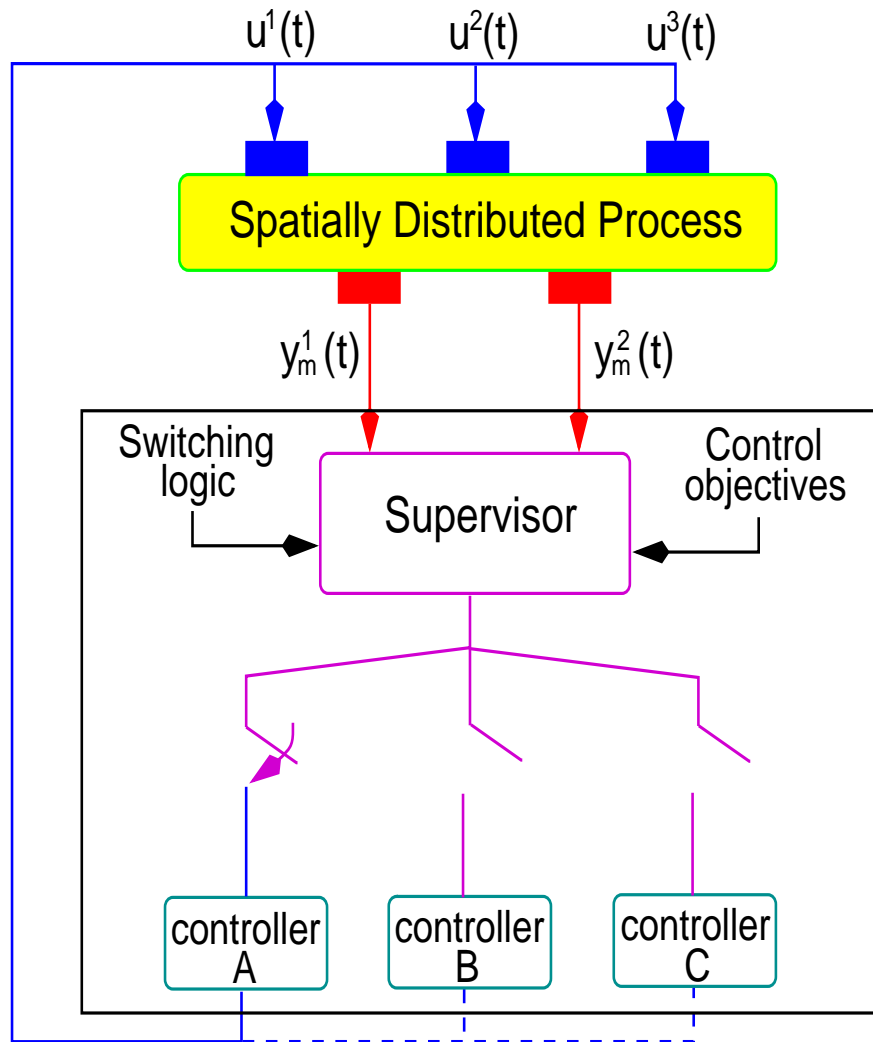 u¹(t) u²(t) u³(t)
Spatially Distributed Process
y¹ₘ(t) y²ₘ(t)
Switching
logic
Control
objectives
Supervisor
controller
A
controller
B
controller
C